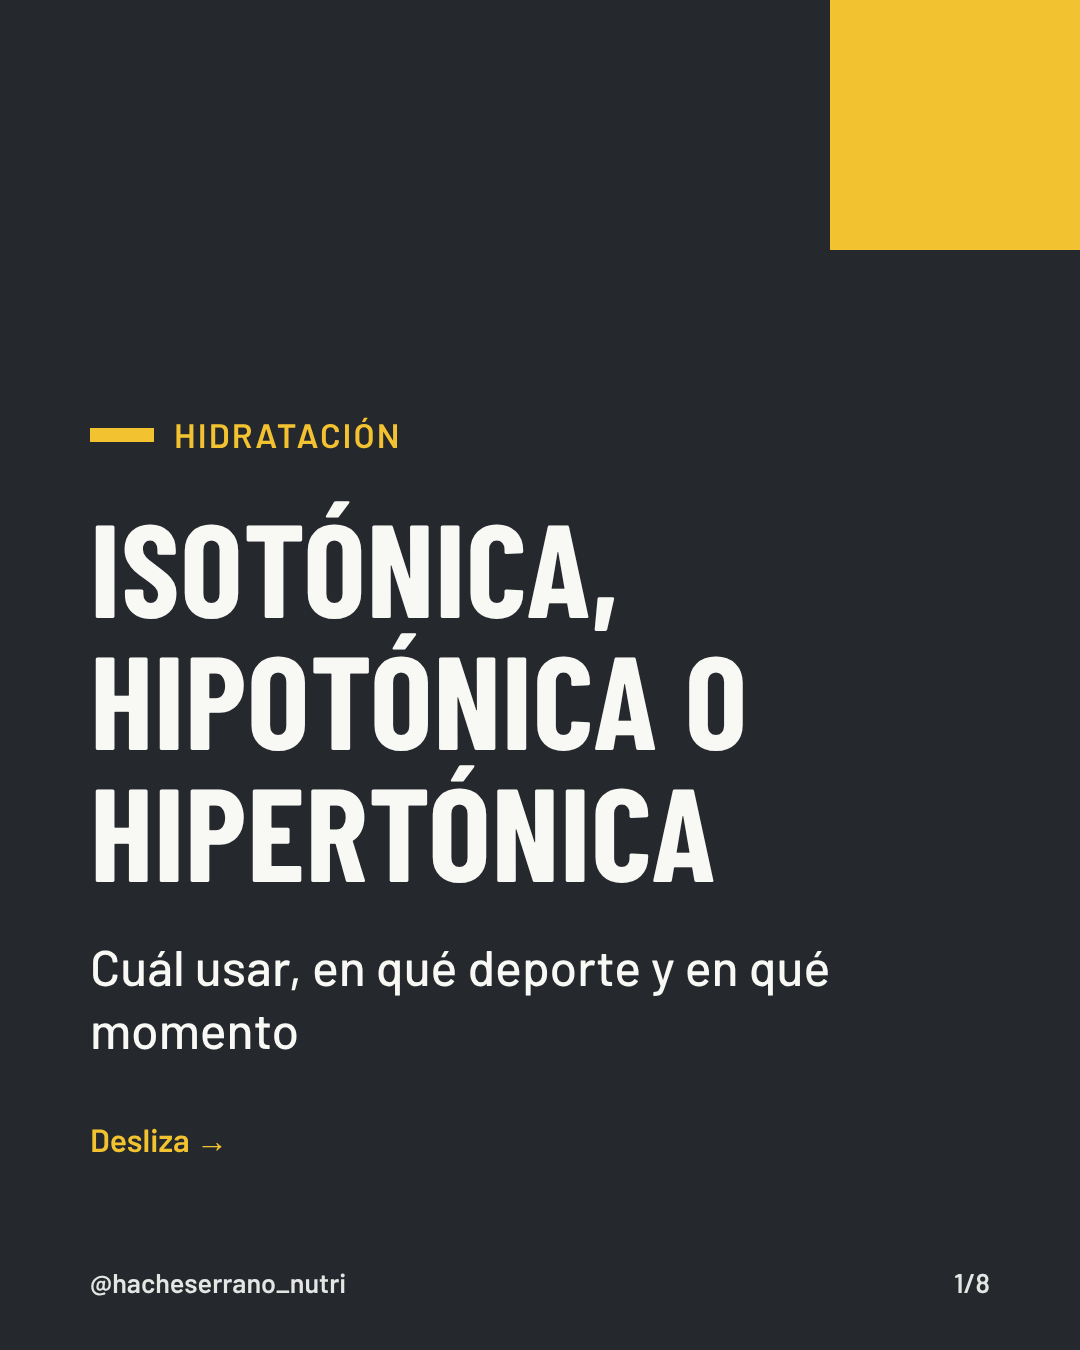 HIDRATACIÓN
ISOTÓNICA,
HIPOTÓNICA O
HIPERTÓNICA
Cuál usar, en qué deporte y en qué
momento
Desliza →
@hacheserrano_nutri
1/8